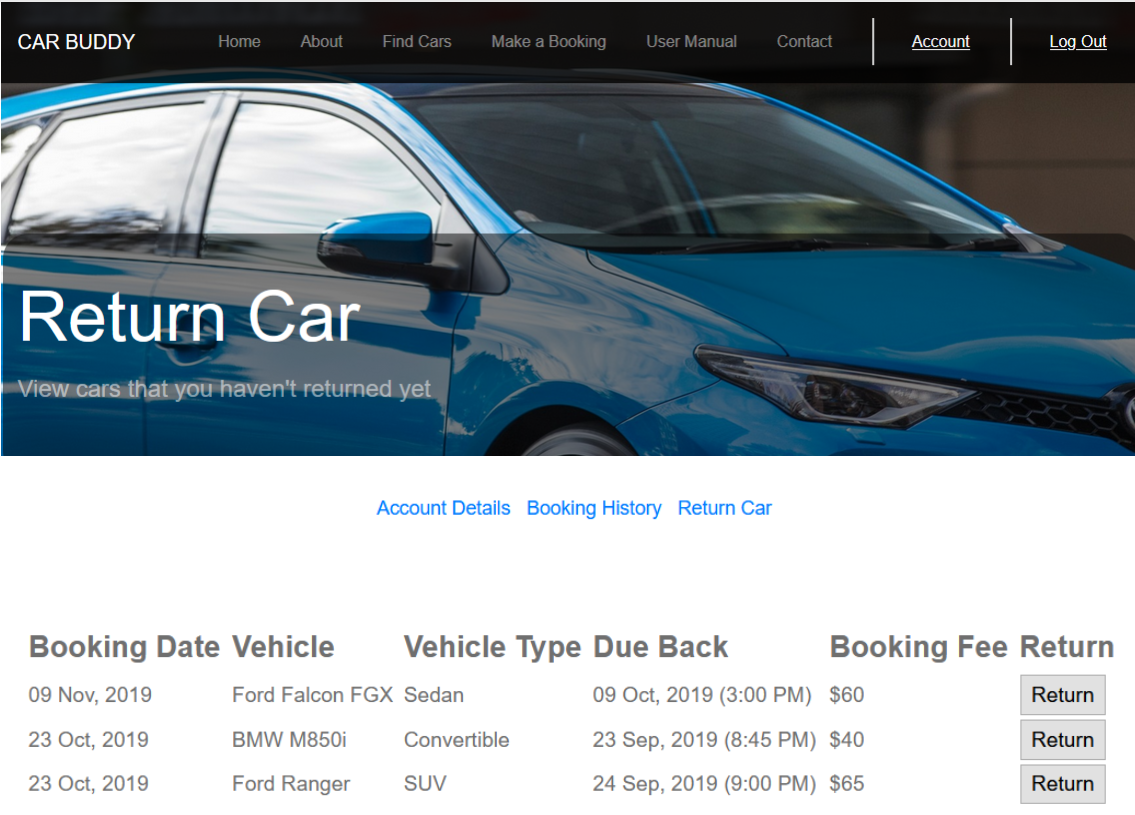 CAR BUDDY Home About Find Cars Make a Booking User Manual Contact Account Log Out
Return Car
View cars that you haven't returned yet
Account Details Booking History Return Car
Booking Date Vehicle Vehicle Type Due Back Booking Fee Return
09 Nov, 2019 Ford Falcon FGX Sedan 09 Oct, 2019 (3:00 PM) $60 Return
23 Oct, 2019 BMW M850i Convertible 23 Sep, 2019 (8:45 PM) $40 Return
23 Oct, 2019 Ford Ranger SUV 24 Sep, 2019 (9:00 PM) $65 Return